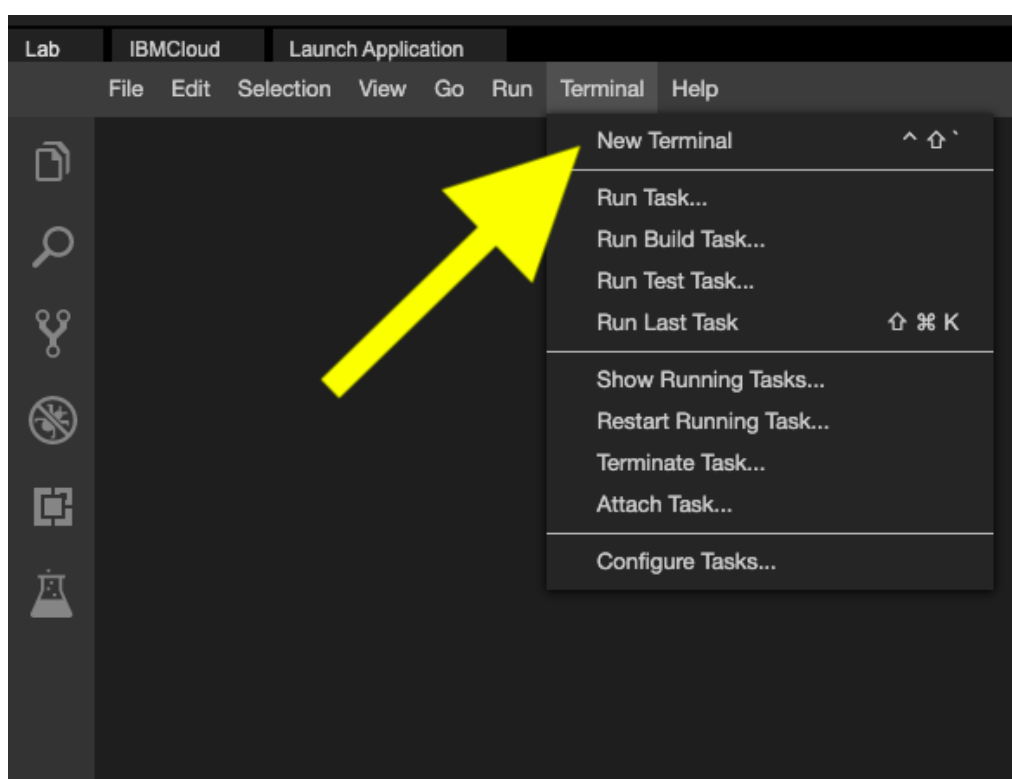 Lab IBMCloud Launch Application
File Edit Selection View Go Run Terminal Help
New Terminal ^ ⇧ `
Run Task...
Run Build Task...
Run Test Task...
Run Last Task ⇧ ⌘ K
Show Running Tasks...
Restart Running Task...
Terminate Task...
Attach Task...
Configure Tasks...